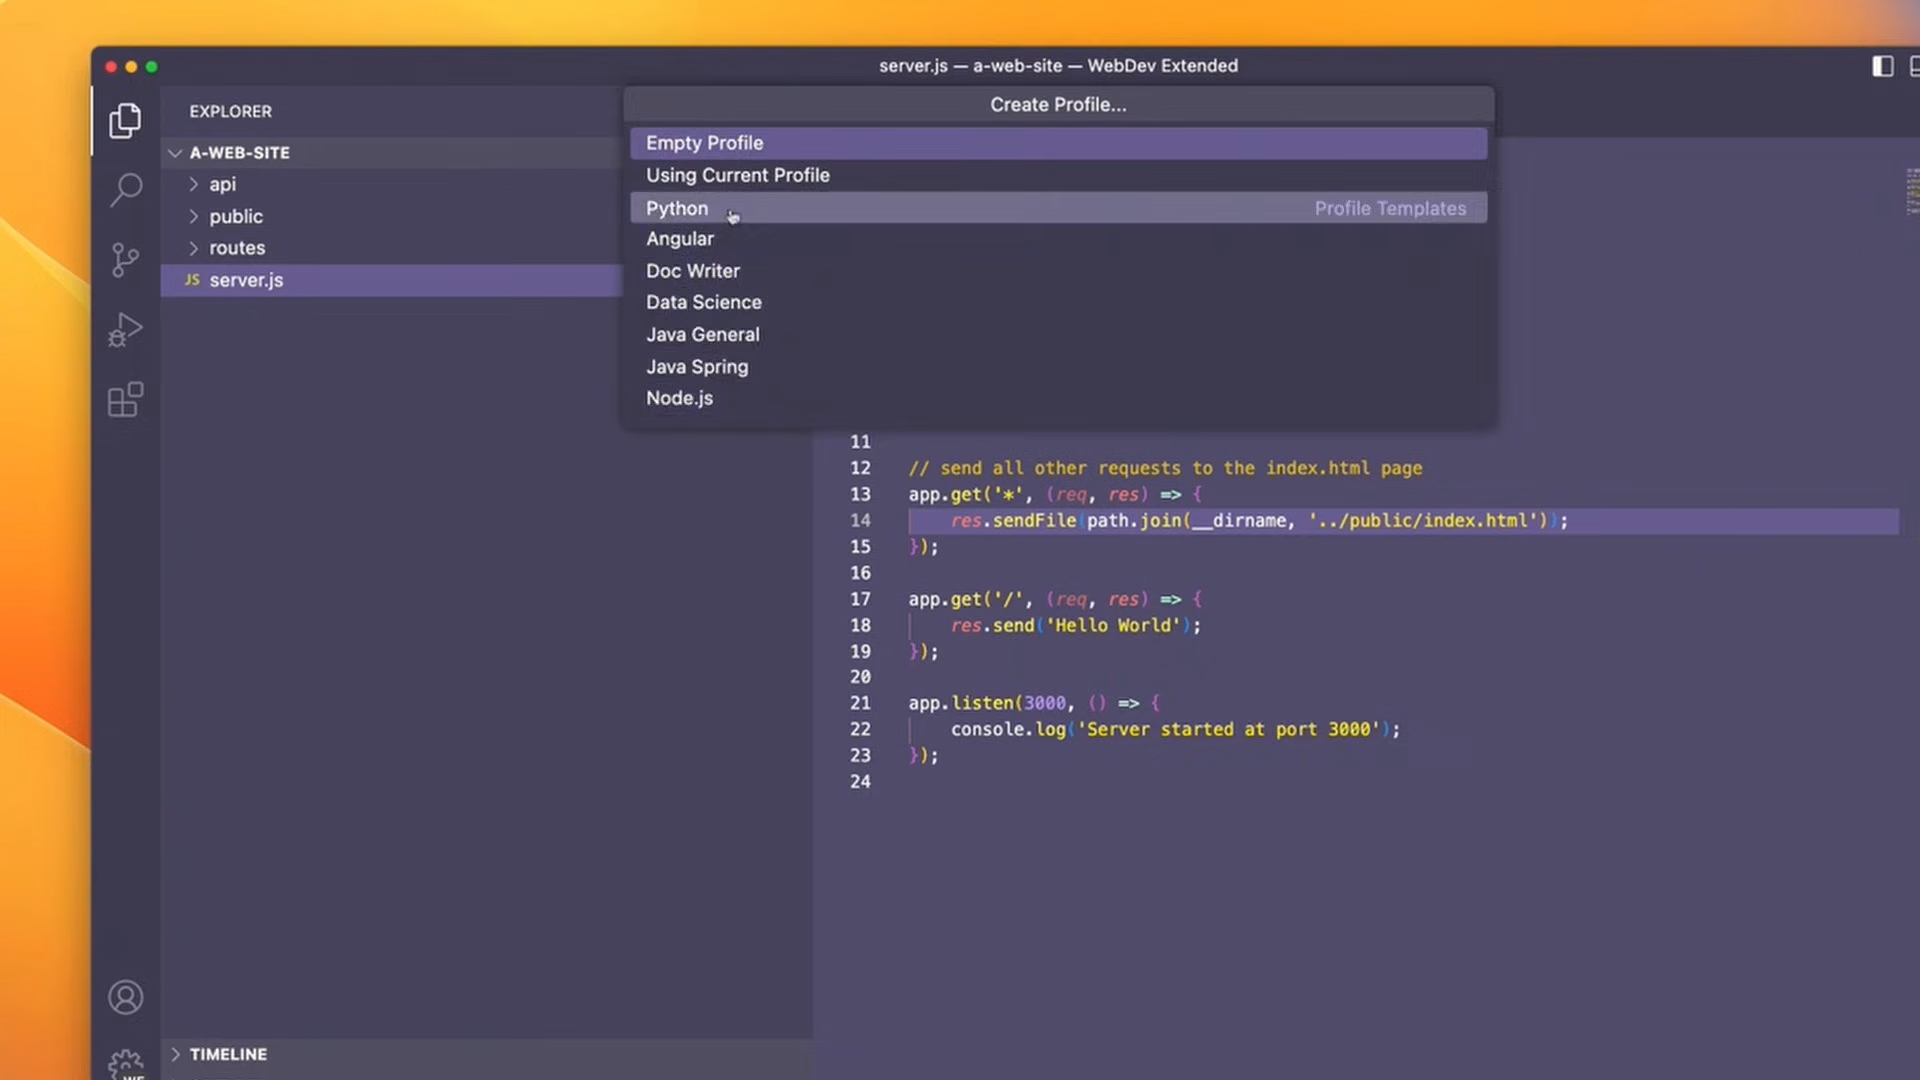 server.js — a-web-site — WebDev Extended
EXPLORER
A-WEB-SITE
api
public
routes
JS server.js
TIMELINE
Create Profile...
Empty Profile
Using Current Profile
Python Profile Templates
Angular
Doc Writer
Data Science
Java General
Java Spring
Node.js
11
12 // send all other requests to the index.html page
13 app.get('*', (req, res) => {
14 res.sendFile(path.join(__dirname, '../public/index.html'));
15 });
16
17 app.get('/', (req, res) => {
18 res.send('Hello World');
19 });
20
21 app.listen(3000, () => {
22 console.log('Server started at port 3000');
23 });
24
WE